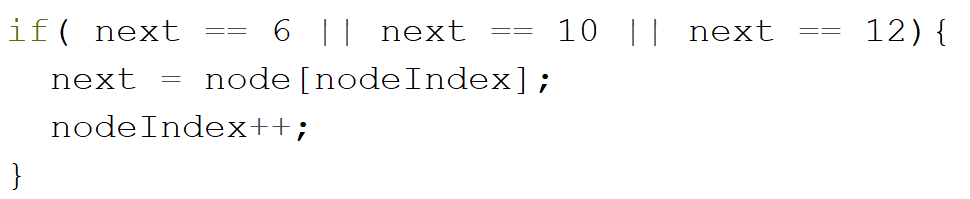 if( next == 6 || next == 10 || next == 12){
  next = node[nodeIndex];
  nodeIndex++;
}